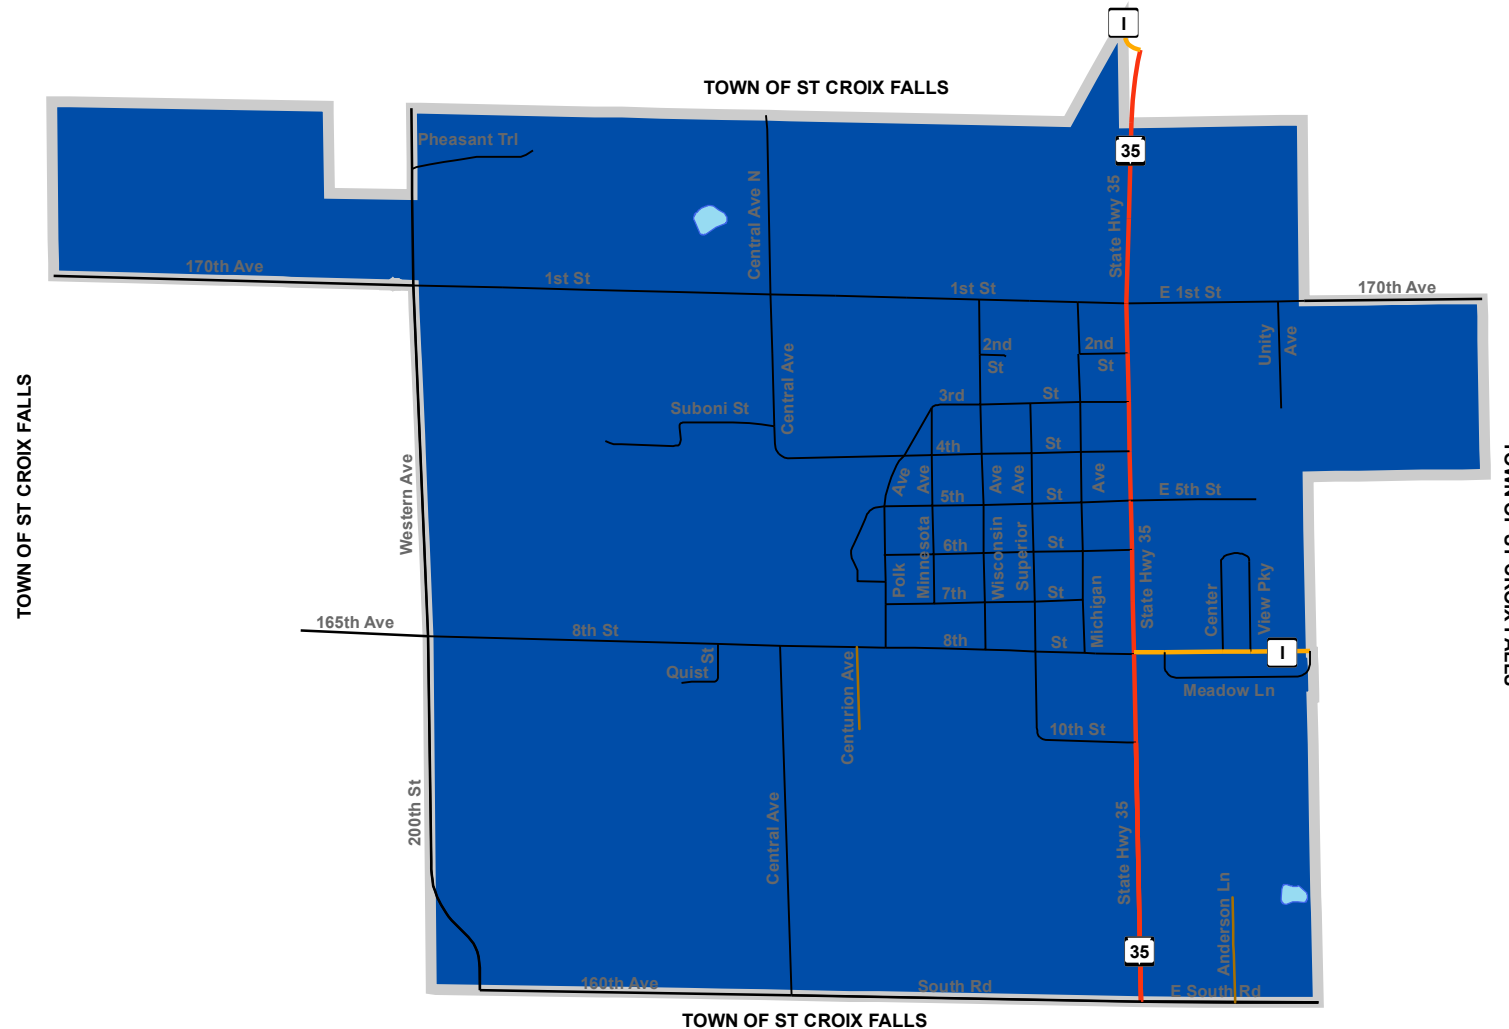 I
TOWN OF ST CROIX FALLS
35
Pheasant Trl
Central Ave N
State Hwy 35
170th Ave
1st St
1st St
E 1st St
170th Ave
Unity
Ave
2nd
St
2nd
St
Central Ave
3rd
St
Suboni St
TOWN OF ST CROIX FALLS
4th
St
Western Ave
Ave
Ave
Ave
Ave
Ave
5th
St
E 5th St
TOWN OF ST CROIX FALLS
6th
St
Polk
Minnesota
Wisconsin
Superior
Michigan
State Hwy 35
Center
View Pky
7th
St
165th Ave
8th St
8th
St
I
Quist
St
Centurion Ave
Meadow Ln
10th St
200th St
Central Ave
State Hwy 35
Anderson Ln
35
160th Ave
South Rd
E South Rd
TOWN OF ST CROIX FALLS